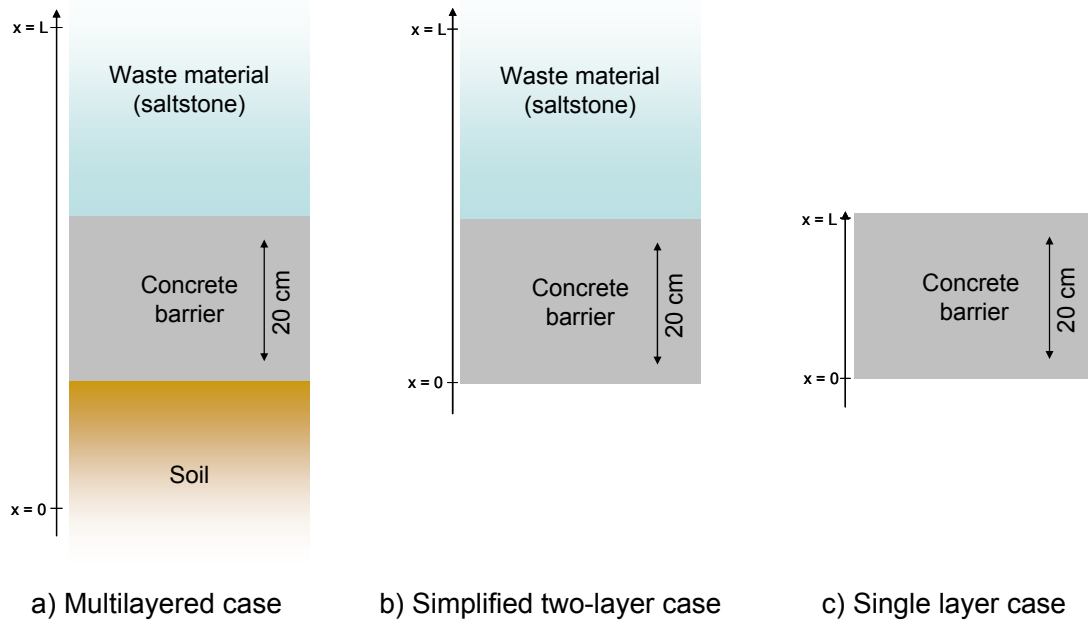 x = L
Waste material
(saltstone)
Concrete
barrier
20 cm
Soil
x = 0
a) Multilayered case
x = L
Waste material
(saltstone)
Concrete
barrier
20 cm
x = 0
b) Simplified two-layer case
x = L
Concrete
barrier
20 cm
x = 0
c) Single layer case